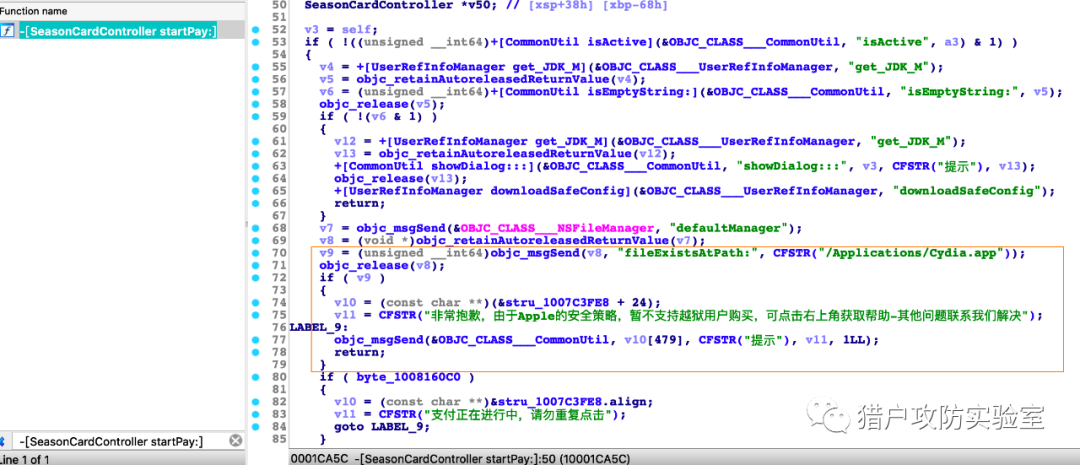 Function name
f -[SeasonCardController startPay:]
50 SeasonCardController *v50; // [xsp+38h] [xbp-68h]
51
52 v3 = self;
53 if ( !((unsigned __int64)+[CommonUtil isActive](&OBJC_CLASS___CommonUtil, "isActive", a3) & 1) )
54 {
55 v4 = +[UserRefInfoManager get_JDK_M](&OBJC_CLASS___UserRefInfoManager, "get_JDK_M");
56 v5 = objc_retainAutoreleasedReturnValue(v4);
57 v6 = (unsigned __int64)+[CommonUtil isEmptyString:](&OBJC_CLASS___CommonUtil, "isEmptyString:", v5);
58 objc_release(v5);
59 if ( !(v6 & 1) )
60 {
61 v12 = +[UserRefInfoManager get_JDK_M](&OBJC_CLASS___UserRefInfoManager, "get_JDK_M");
62 v13 = objc_retainAutoreleasedReturnValue(v12);
63 +[CommonUtil showDialog:::](&OBJC_CLASS___CommonUtil, "showDialog:::", v3, CFSTR("提示"), v13);
64 objc_release(v13);
65 +[UserRefInfoManager downloadSafeConfig](&OBJC_CLASS___UserRefInfoManager, "downloadSafeConfig");
66 return;
67 }
68 v7 = objc_msgSend(&OBJC_CLASS___NSFileManager, "defaultManager");
69 v8 = (void *)objc_retainAutoreleasedReturnValue(v7);
70 v9 = (unsigned __int64)objc_msgSend(v8, "fileExistsAtPath:", CFSTR("/Applications/Cydia.app"));
71 objc_release(v8);
72 if ( v9 )
73 {
74 v10 = (const char **)(&stru_1007C3FE8 + 24);
75 v11 = CFSTR("非常抱歉，由于Apple的安全策略，暂不支持越狱用户购买，可点击右上角获取帮助-其他问题联系我们解决");
76 LABEL_9:
77 objc_msgSend(&OBJC_CLASS___CommonUtil, v10[479], CFSTR("提示"), v11, 1LL);
78 return;
79 }
80 if ( byte_1008160C0 )
81 {
82 v10 = (const char **)&stru_1007C3FE8.align;
83 v11 = CFSTR("支付正在进行中，请勿重复点击");
84 goto LABEL_9;
85 }
猎户攻防实验室
-[SeasonCardController startPay:]
Line 1 of 1
0001CA5C -[SeasonCardController startPay:]:50 (10001CA5C)